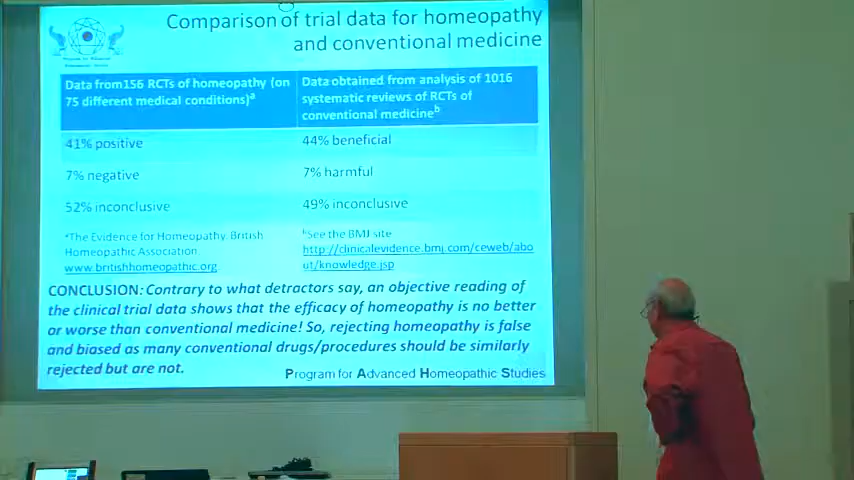 Comparison of trial data for homeopathy
and conventional medicine
Program for Advanced
Homeopathic Studies
Data from156 RCTs of homeopathy (on
75 different medical conditions)a
Data obtained from analysis of 1016
systematic reviews of RCTs of
conventional medicineb
41% positive
44% beneficial
7% negative
7% harmful
52% inconclusive
49% inconclusive
aThe Evidence for Homeopathy. British
Homeopathic Association.
www.britishhomeopathic.org
bSee the BMJ site
http://clinicalevidence.bmj.com/ceweb/abo
ut/knowledge.jsp
CONCLUSION: Contrary to what detractors say, an objective reading of
the clinical trial data shows that the efficacy of homeopathy is no better
or worse than conventional medicine! So, rejecting homeopathy is false
and biased as many conventional drugs/procedures should be similarly
rejected but are not.
Program for Advanced Homeopathic Studies